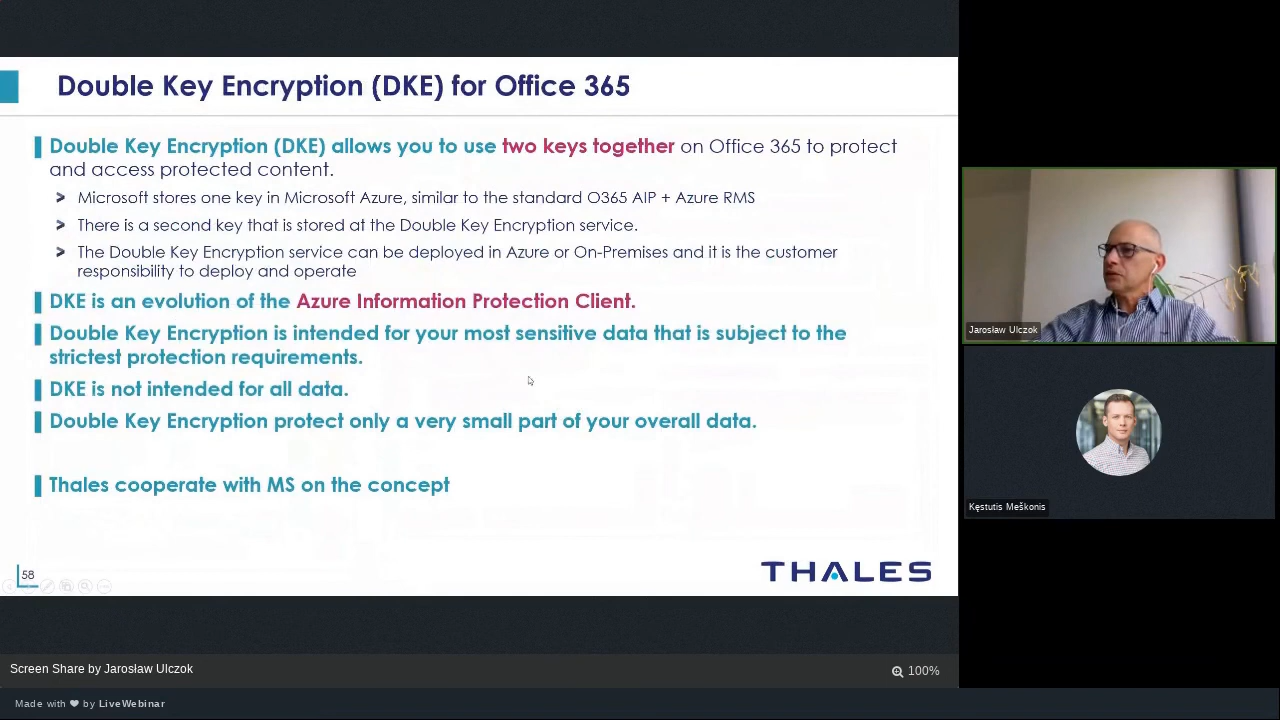 Double Key Encryption (DKE) for Office 365
Double Key Encryption (DKE) allows you to use two keys together on Office 365 to protect
and access protected content.
Microsoft stores one key in Microsoft Azure, similar to the standard O365 AIP + Azure RMS
There is a second key that is stored at the Double Key Encryption service.
The Double Key Encryption service can be deployed in Azure or On-Premises and it is the customer
responsibility to deploy and operate
DKE is an evolution of the Azure Information Protection Client.
Double Key Encryption is intended for your most sensitive data that is subject to the
strictest protection requirements.
DKE is not intended for all data.
Double Key Encryption protect only a very small part of your overall data.
Thales cooperate with MS on the concept
58
THALES
Jarosław Ulczok
Kęstutis Meškonis
Screen Share by Jarosław Ulczok
100%
Made with ❤ by LiveWebinar